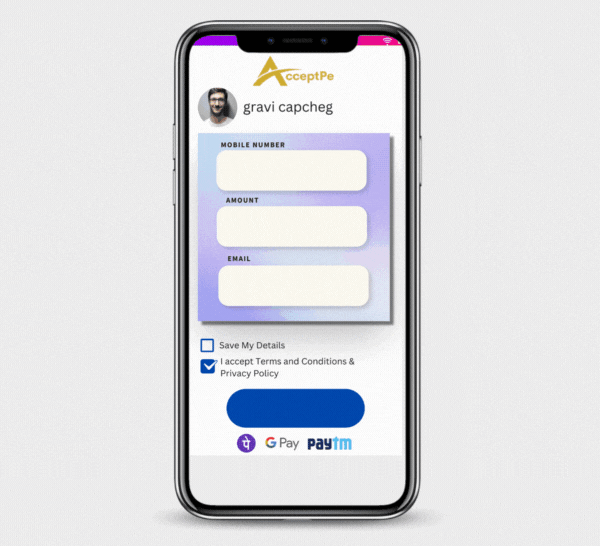 AcceptPe
gravi capcheg
MOBILE NUMBER
AMOUNT
EMAIL
Save My Details
I accept Terms and Conditions &
Privacy Policy
पे G Pay paytm